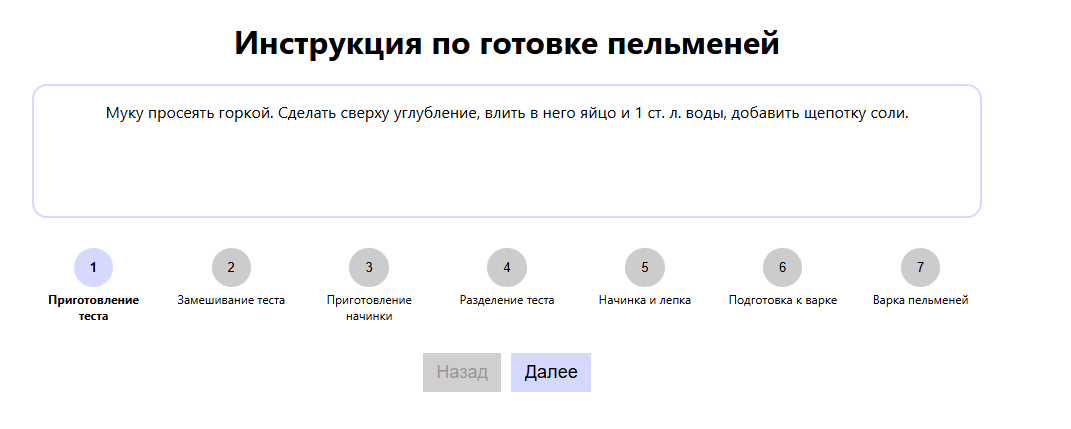 Инструкция по готовке пельменей
Муку просеять горкой. Сделать сверху углубление, влить в него яйцо и 1 ст. л. воды, добавить щепотку соли.
1
Приготовление
теста
2
Замешивание теста
3
Приготовление
начинки
4
Разделение теста
5
Начинка и лепка
6
Подготовка к варке
7
Варка пельменей
Назад
Далее